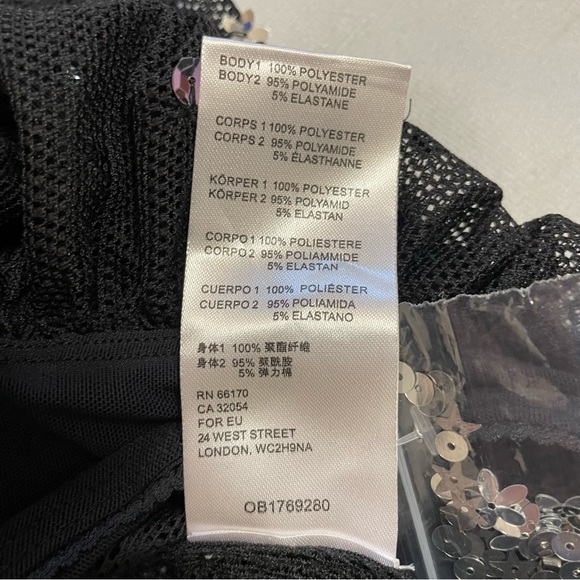 BODY1 100% POLYESTER
BODY2 95% POLYAMIDE
5% ELASTANE
CORPS 1 100% POLYESTER
CORPS 2 95% POLYAMIDE
5% ÉLASTHANNE
KÖRPER 1 100% POLYESTER
KÖRPER 2 95% POLYAMID
5% ELASTAN
CORPO 1 100% POLIESTERE
CORPO 2 95% POLIAMMIDE
5% ELASTAN
CUERPO 1 100% POLIÉSTER
CUERPO 2 95% POLIAMIDA
5% ELASTANO
身体1 100% 聚酯纤维
身体2 95% 聚酰胺
5% 弹力棉
RN 66170
CA 32054
FOR EU
24 WEST STREET
LONDON, WC2H9NA
OB1769280